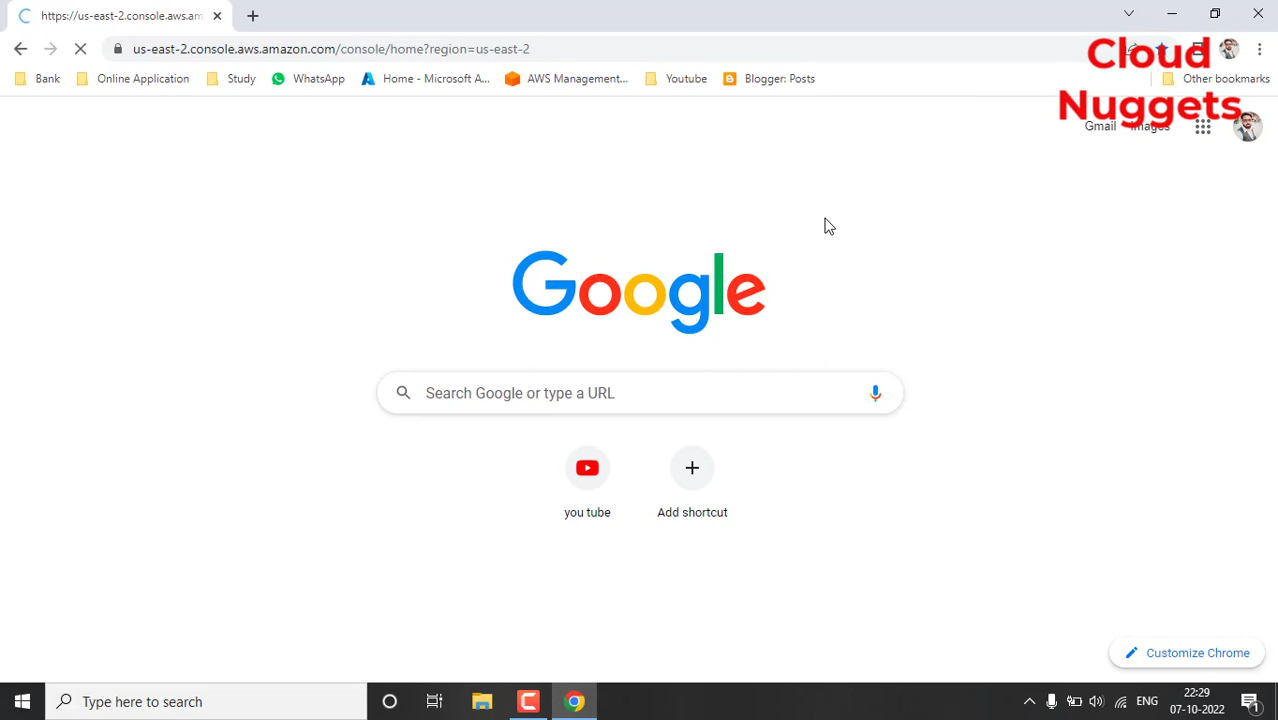 https://us-east-2.console.aws.am
us-east-2.console.aws.amazon.com/console/home?region=us-east-2
Bank
Online Application
Study
WhatsApp
Home - Microsoft A...
AWS Management...
Youtube
Blogger: Posts
Other bookmarks
Cloud
Nuggets
Gmail
Images
Google
Search Google or type a URL
you tube
Add shortcut
Customize Chrome
Type here to search
ENG
22:29
07-10-2022
1